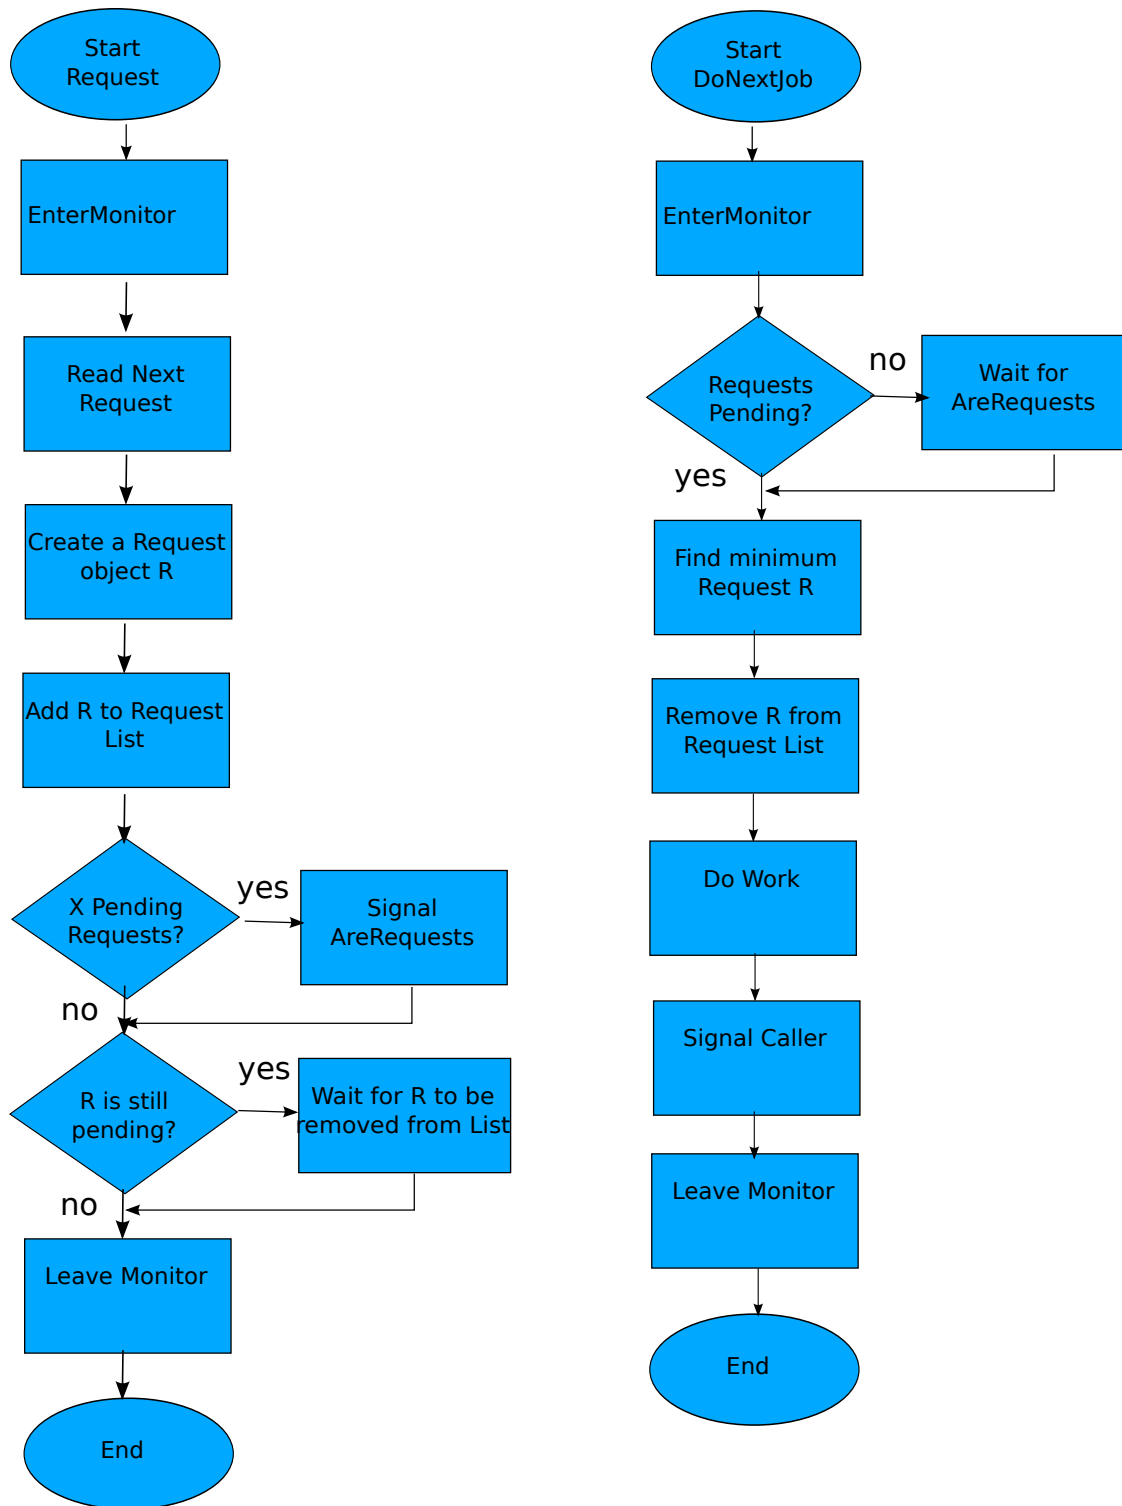 Start
Request
EnterMonitor
Read Next
Request
Create a Request
object R
Add R to Request
List
X Pending
Requests?
yes
Signal
AreRequests
no
R is still
pending?
yes
Wait for R to be
removed from List
no
Leave Monitor
End
Start
DoNextJob
EnterMonitor
Requests
Pending?
no
Wait for
AreRequests
yes
Find minimum
Request R
Remove R from
Request List
Do Work
Signal Caller
Leave Monitor
End